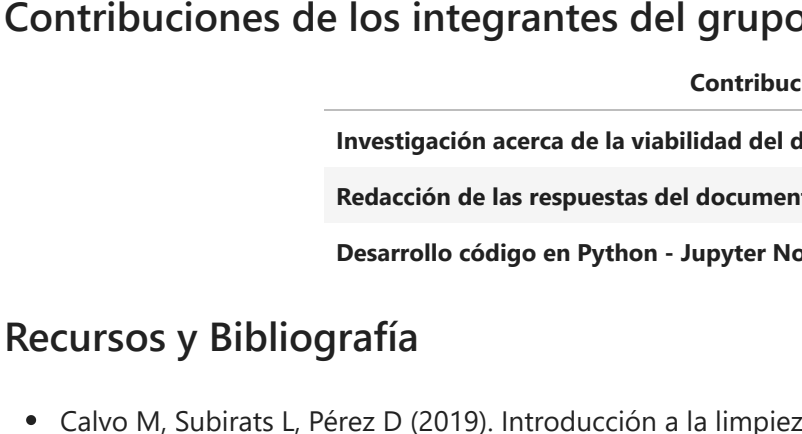 Contribuciones de los integrantes del grupo
Contribuc
Investigación acerca de la viabilidad del d
Redacción de las respuestas del documen
Desarrollo código en Python - Jupyter No
Recursos y Bibliografía
• Calvo M, Subirats L, Pérez D (2019). Introducción a la limpiez